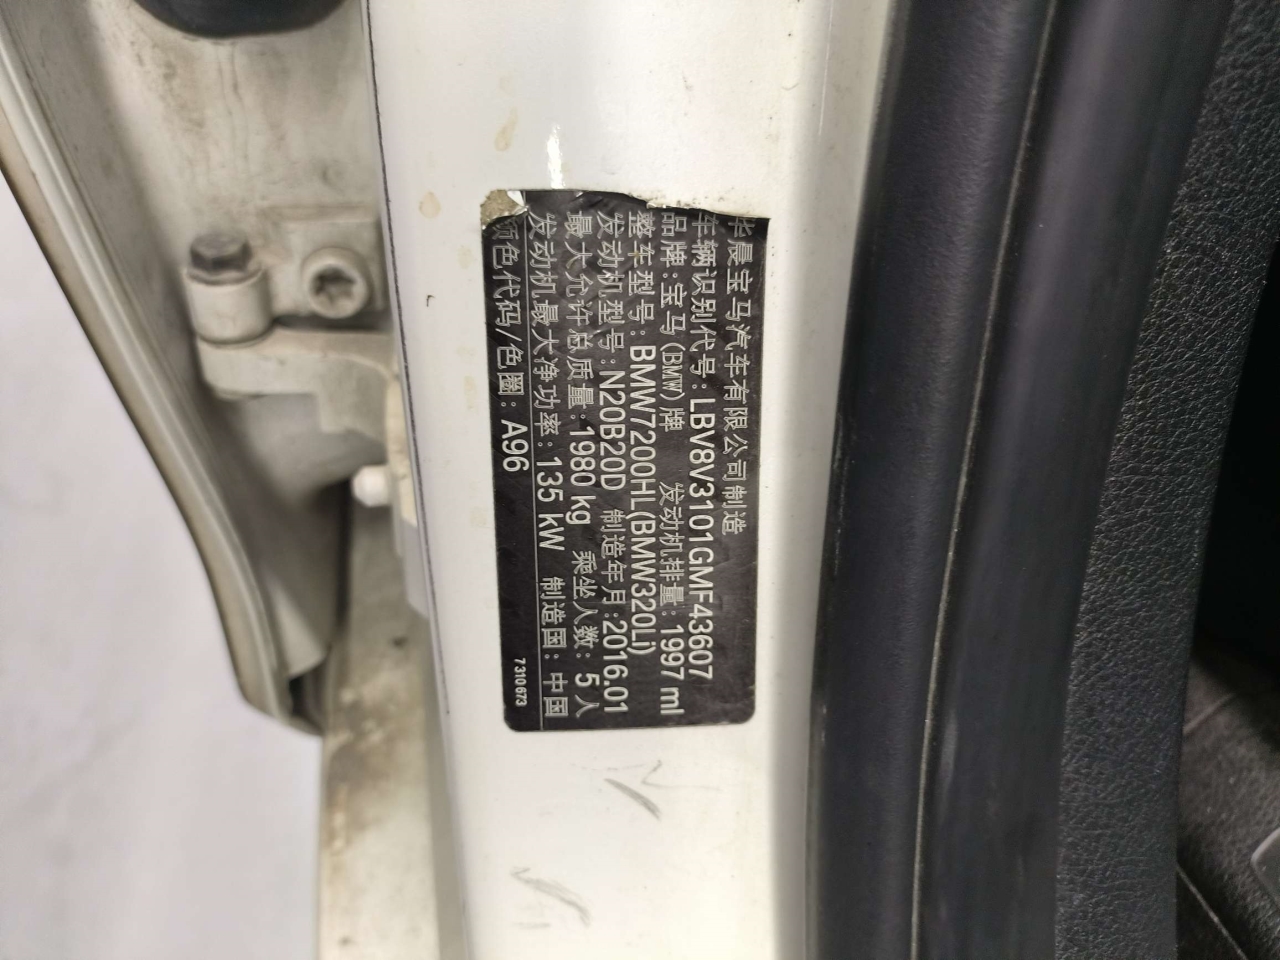 华晨宝马汽车有限公司制造
车辆识别代号:LBV8V3101GMF43607
品牌:宝马(BMW)牌 发动机排量:1997 ml
整车型号:BMW7200HL(BMW320Li)
发动机型号:N20B20D 制造年月:2016.01
最大允许总质量:1980 kg 乘坐人数:5人
发动机最大净功率:135 kW 制造国:中国
颜色代码/色圈:A96
7310673